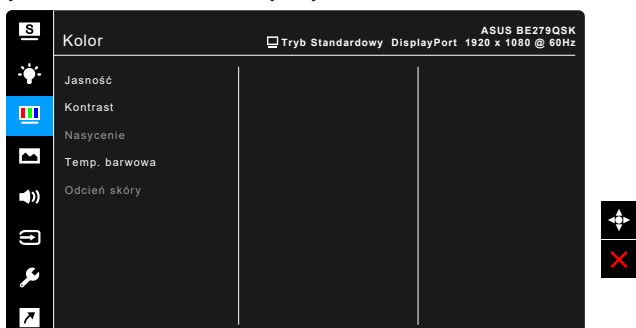 S
ASUS BE279QSK
Kolor
Tryb Standardowy DisplayPort 1920 x 1080 @ 60Hz
Jasność
Kontrast
Nasycenie
Temp. barwowa
Odcień skóry